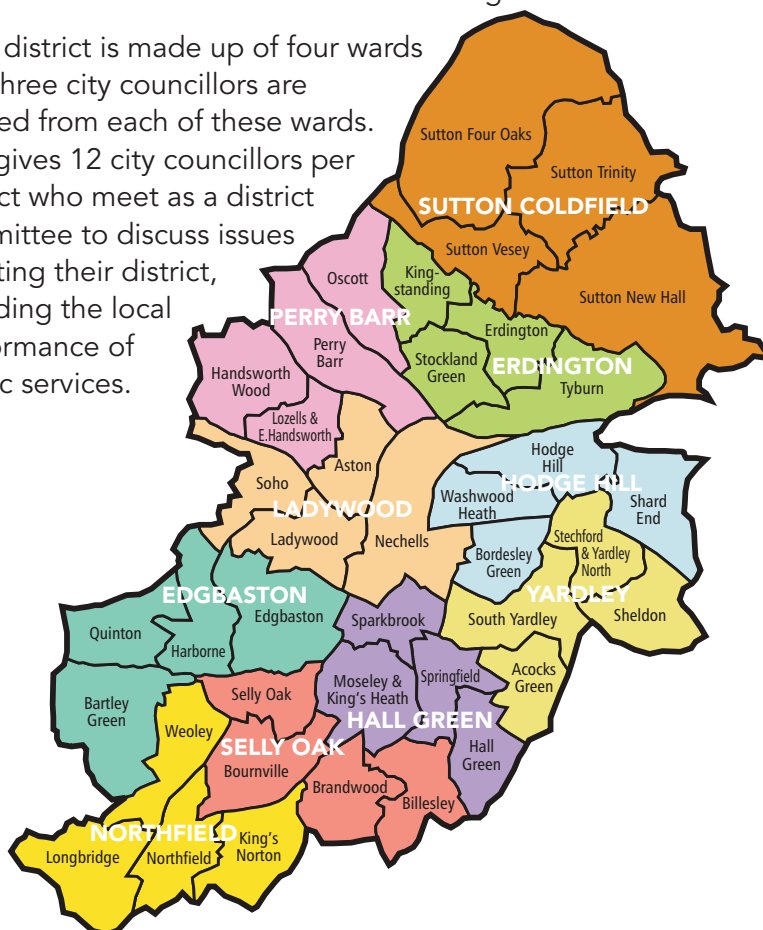 district is made up of four wards
hree city councillors are
ed from each of these wards.
gives 12 city councillors per
ct who meet as a district
mittee to discuss issues
ting their district,
ding the local
ormance of
c services.
Sutton Four Oaks
Sutton Trinity
SUTTON COLDFIELD
Sutton Vesey
Sutton New Hall
Oscott
King-
standing
PERRY BARR
Perry
Barr
Erdington
Stockland
Green
ERDINGTON
Tyburn
Handsworth
Wood
Lozells &
E.Handsworth
Aston
Soho
LADYWOOD
Ladywood
Nechells
Hodge
Hill
HODGE HILL
Washwood
Heath
Shard
End
Bordesley
Green
Stechford
& Yardley
North
YARDLEY
South Yardley
Sheldon
Acocks
Green
EDGBASTON
Edgbaston
Quinton
Harborne
Bartley
Green
Sparkbrook
Moseley &
King's Heath
Springfield
HALL GREEN
Hall
Green
Selly Oak
SELLY OAK
Bournville
Brandwood
Billesley
Weoley
NORTHFIELD
Longbridge
Northfield
King's
Norton